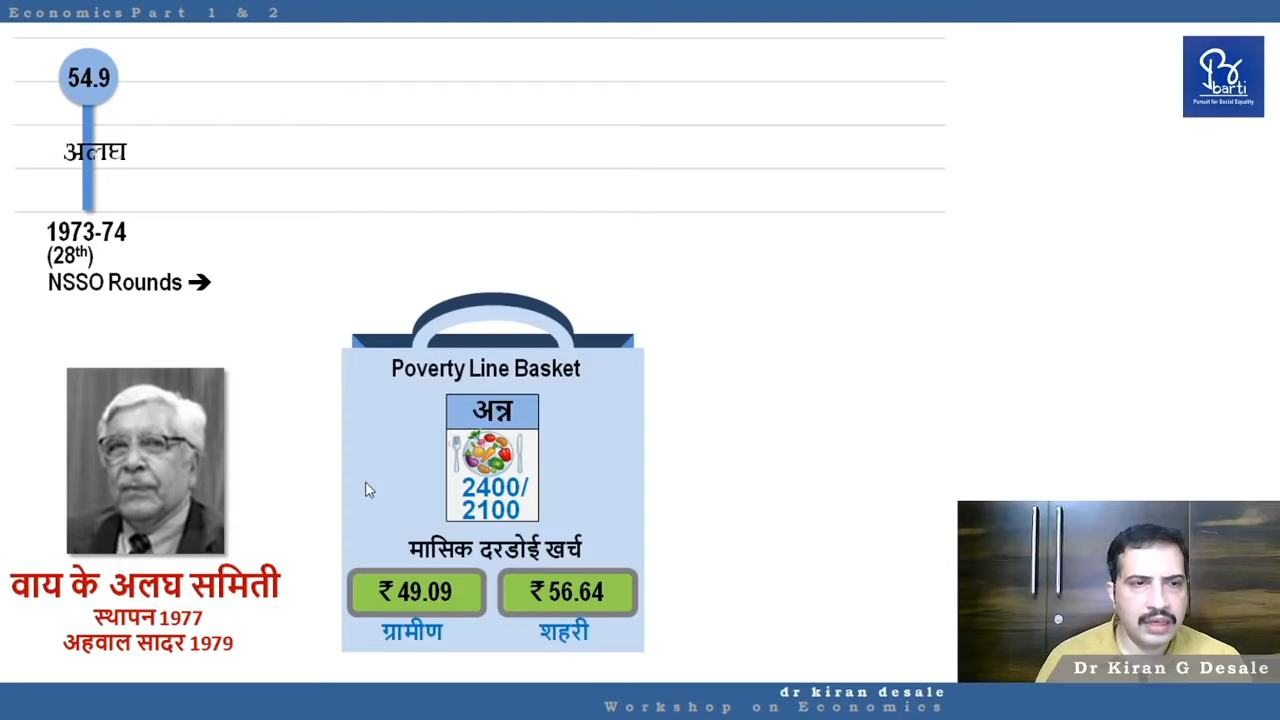 Economics Part 1 & 2
54.9
अलघ
1973-74
(28th)
NSSO Rounds ➔
barti
Pursuit for Social Equality
Poverty Line Basket
अन्न
2400/
2100
मासिक दरडोई खर्च
₹ 49.09
₹ 56.64
ग्रामीण
शहरी
वाय के अलघ समिती
स्थापन 1977
अहवाल सादर 1979
Dr Kiran G Desale
dr kiran desale
Workshop on Economics